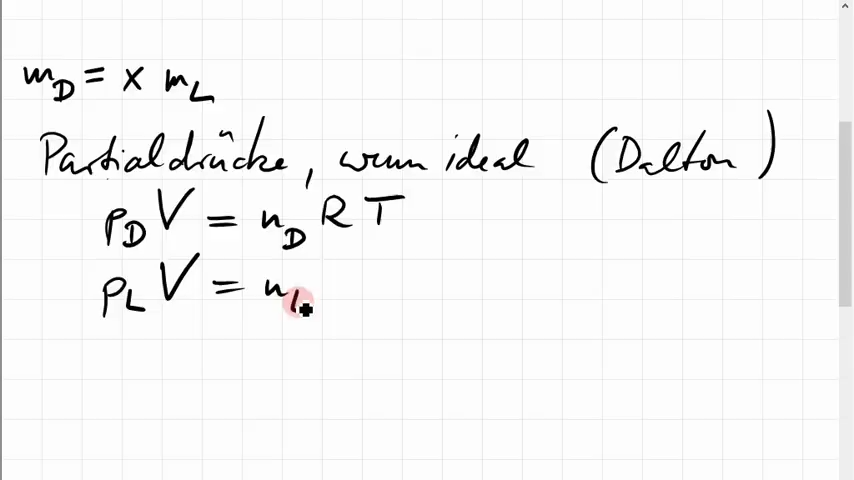 m_D = x m_L
Partialdrücke, wenn ideal (Dalton)
p_D V = n_D R T
p_L V = n_L